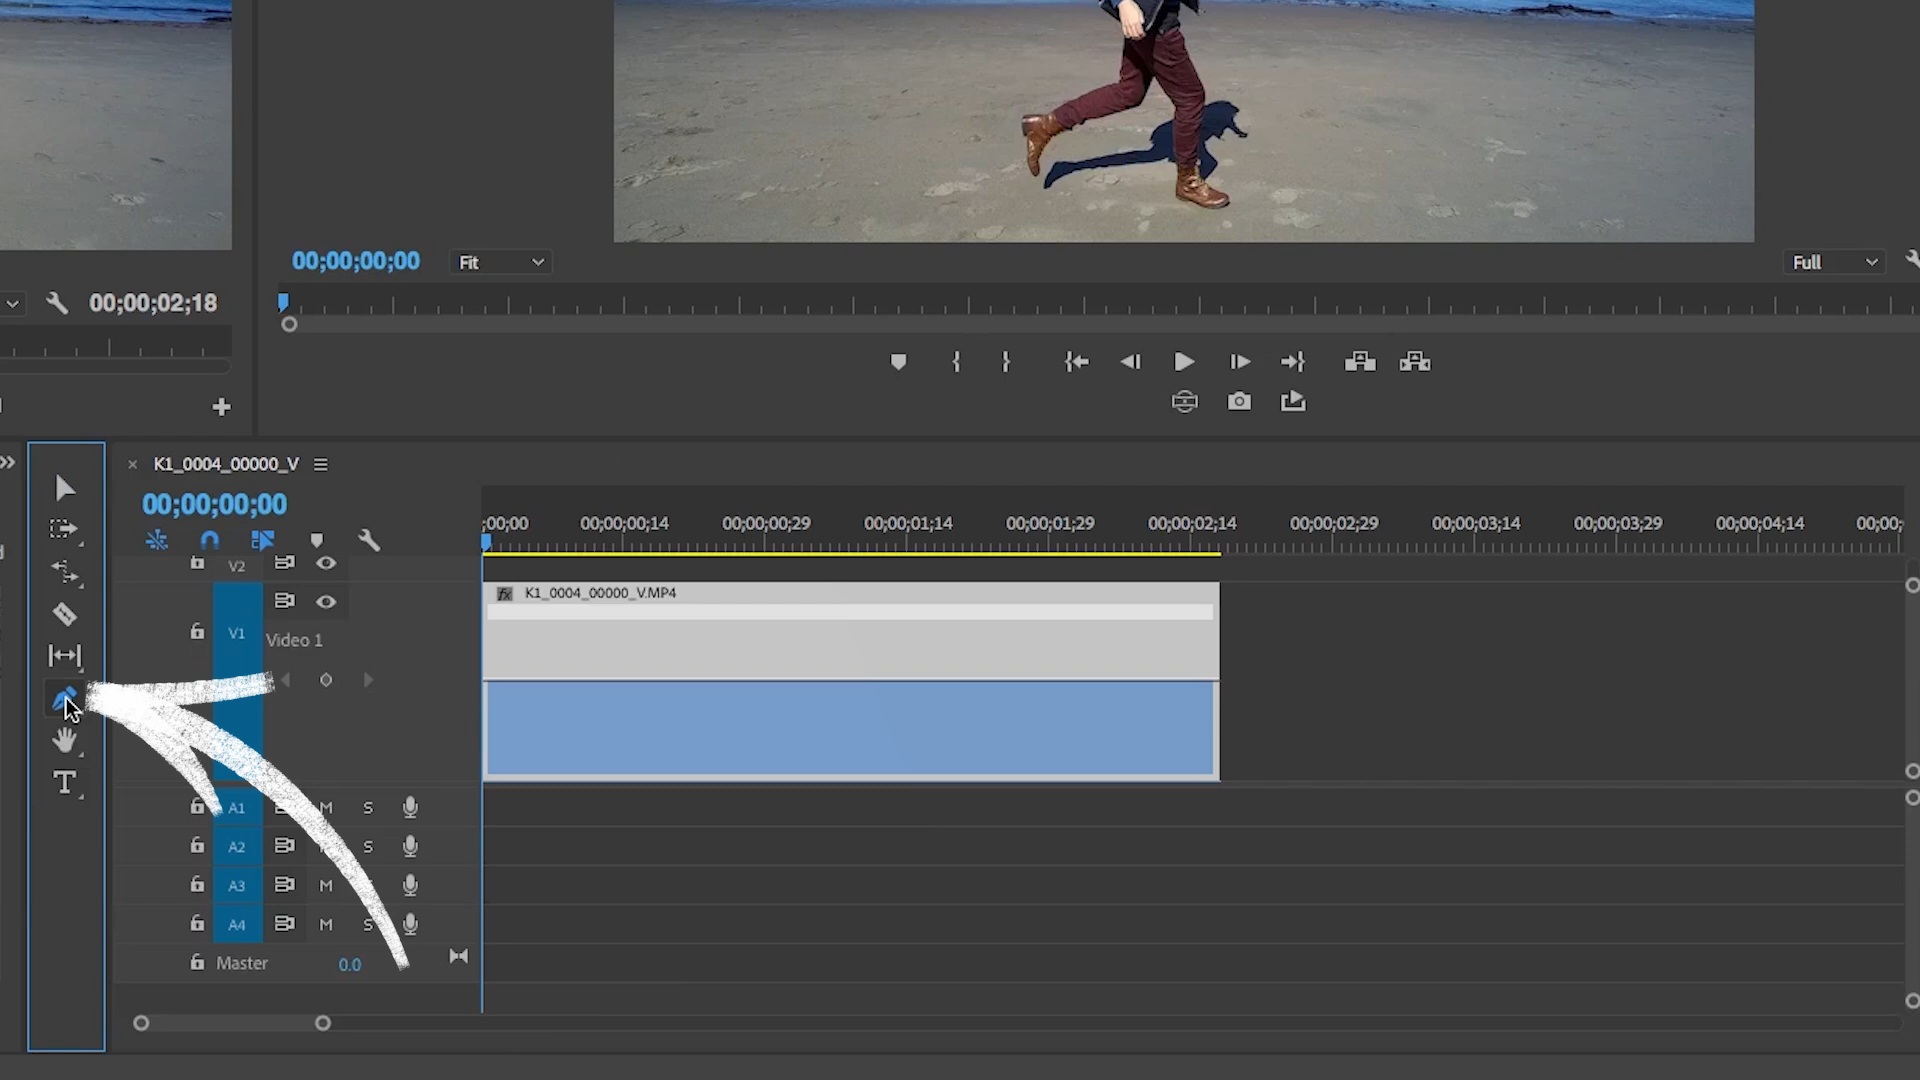 00;00;00;00
Fit
Full
00;00;02;18
K1_0004_00000_V
00;00;00;00
;00;00 00;00;00;14 00;00;00;29 00;00;01;14 00;00;01;29 00;00;02;14 00;00;02;29 00;00;03;14 00;00;03;29 00;00;04;14 00;00;
V2
fx K1_0004_00000_V.MP4
V1
Video 1
T
A1 M S
A2 S
A3 M
A4 M S
Master 0.0